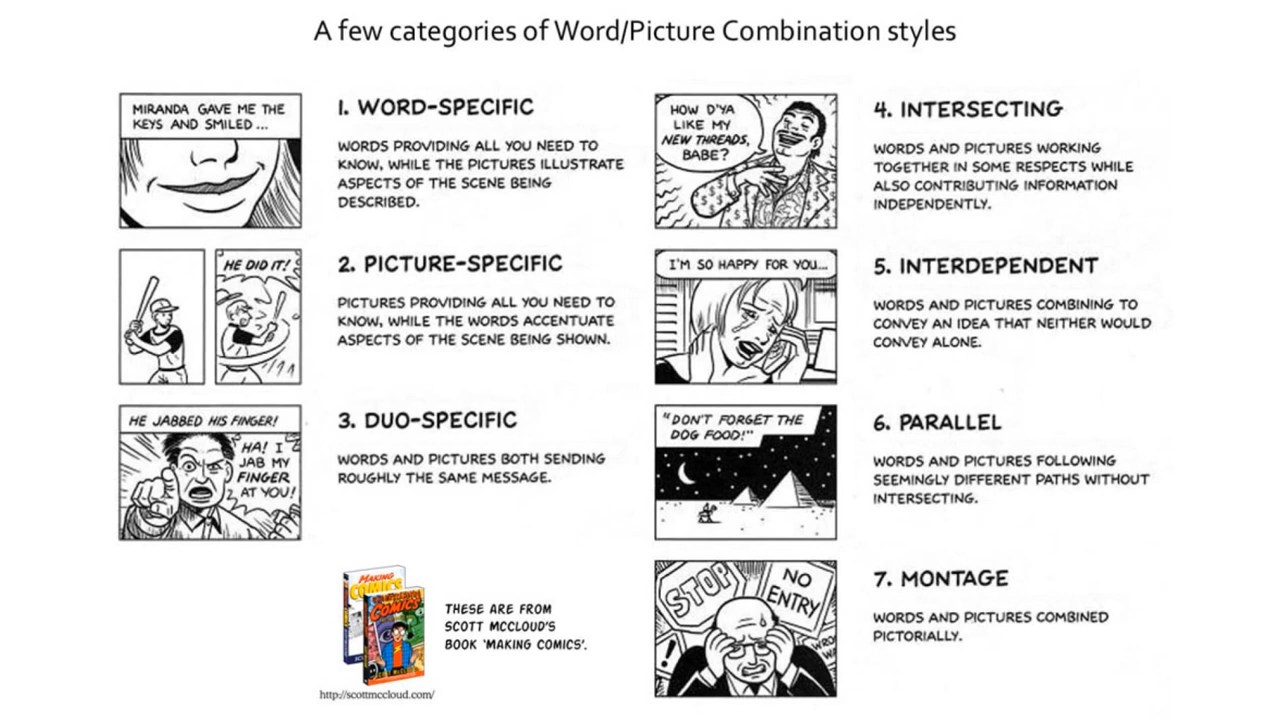 A few categories of Word/Picture Combination styles
MIRANDA GAVE ME THE
KEYS AND SMILED...
1. WORD-SPECIFIC
WORDS PROVIDING ALL YOU NEED TO
KNOW, WHILE THE PICTURES ILLUSTRATE
ASPECTS OF THE SCENE BEING
DESCRIBED.
HE DID IT!
2. PICTURE-SPECIFIC
PICTURES PROVIDING ALL YOU NEED TO
KNOW, WHILE THE WORDS ACCENTUATE
ASPECTS OF THE SCENE BEING SHOWN.
HE JABBED HIS FINGER!
HA! I
JAB MY
FINGER
AT YOU!
3. DUO-SPECIFIC
WORDS AND PICTURES BOTH SENDING
ROUGHLY THE SAME MESSAGE.
MAKING
COMICS
COMICS
http://scottmccloud.com/
THESE ARE FROM
SCOTT MCCLOUD'S
BOOK 'MAKING COMICS'.
HOW D'YA
LIKE MY
NEW THREADS,
BABE?
4. INTERSECTING
WORDS AND PICTURES WORKING
TOGETHER IN SOME RESPECTS WHILE
ALSO CONTRIBUTING INFORMATION
INDEPENDENTLY.
I'M SO HAPPY FOR YOU...
5. INTERDEPENDENT
WORDS AND PICTURES COMBINING TO
CONVEY AN IDEA THAT NEITHER WOULD
CONVEY ALONE.
"DON'T FORGET THE
DOG FOOD!"
6. PARALLEL
WORDS AND PICTURES FOLLOWING
SEEMINGLY DIFFERENT PATHS WITHOUT
INTERSECTING.
STOP
NO
ENTRY
!
7. MONTAGE
WORDS AND PICTURES COMBINED
PICTORIALLY.